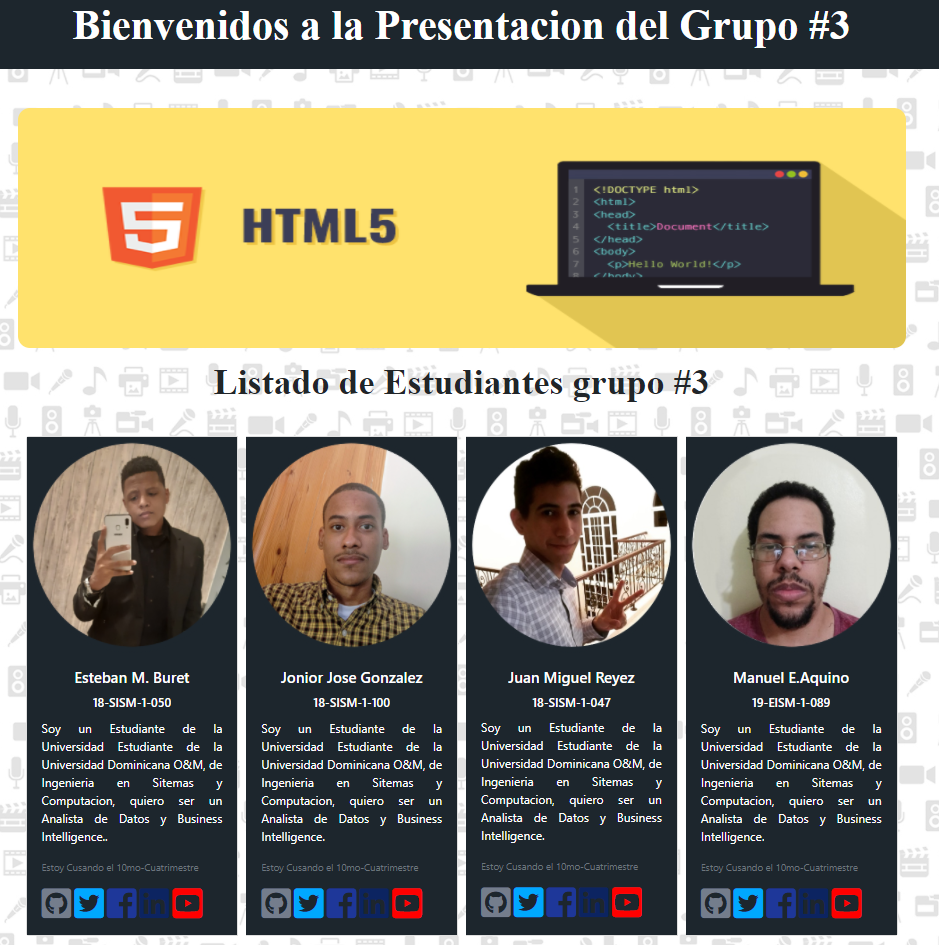 Bienvenidos a la Presentacion del Grupo #3
HTML5
1 <!DOCTYPE html>
2 <html>
3 <head>
4 <title>Document</title>
5 </head>
6 <body>
7 <p>Hello World!</p>
8 </body>
Listado de Estudiantes grupo #3
Esteban M. Buret
18-SISM-1-050
Soy un Estudiante de la
Universidad Estudiante de la
Universidad Dominicana O&M, de
Ingenieria en Sitemas y
Computacion, quiero ser un
Analista de Datos y Business
Intelligence..
Estoy Cusando el 10mo-Cuatrimestre
Jonior Jose Gonzalez
18-SISM-1-100
Soy un Estudiante de la
Universidad Estudiante de la
Universidad Dominicana O&M, de
Ingenieria en Sitemas y
Computacion, quiero ser un
Analista de Datos y Business
Intelligence.
Estoy Cusando el 10mo-Cuatrimestre
Juan Miguel Reyez
18-SISM-1-047
Soy un Estudiante de la
Universidad Estudiante de la
Universidad Dominicana O&M, de
Ingenieria en Sitemas y
Computacion, quiero ser un
Analista de Datos y Business
Intelligence.
Estoy Cusando el 10mo-Cuatrimestre
Manuel E.Aquino
19-EISM-1-089
Soy un Estudiante de la
Universidad Estudiante de la
Universidad Dominicana O&M, de
Ingenieria en Sitemas y
Computacion, quiero ser un
Analista de Datos y Business
Intelligence.
Estoy Cusando el 10mo-Cuatrimestre